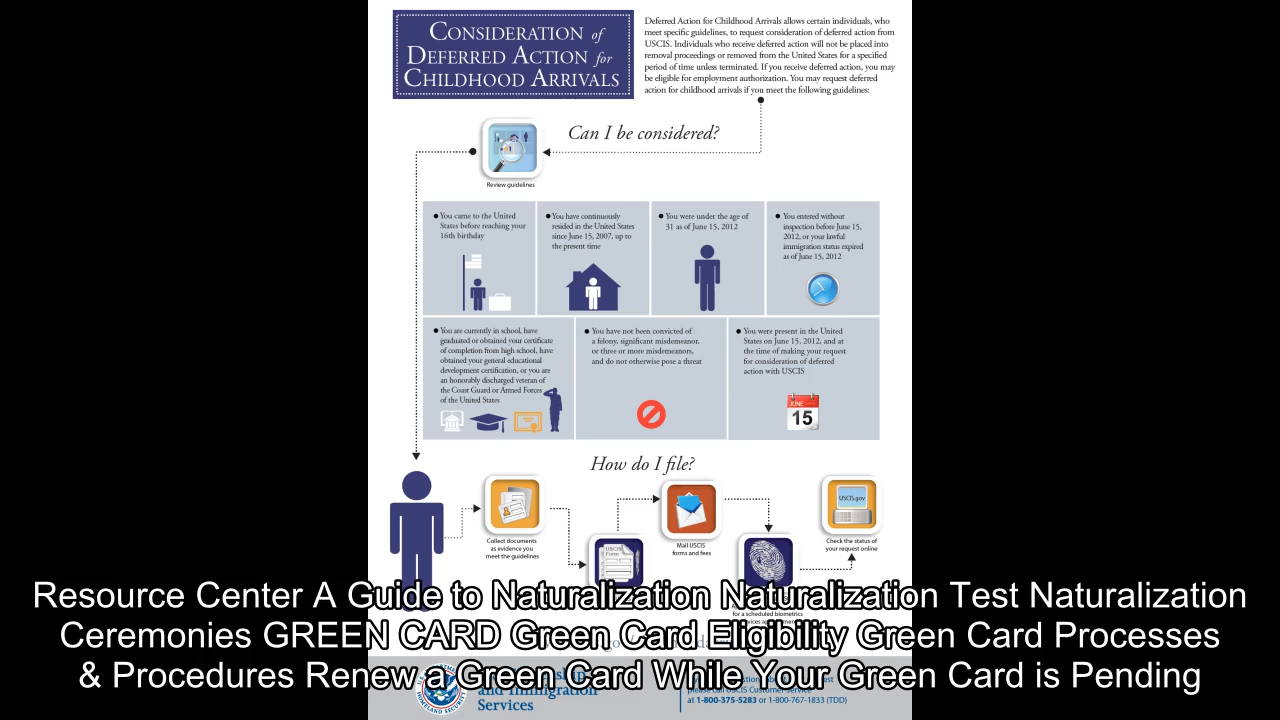 CONSIDERATION of
DEFERRED ACTION for
CHILDHOOD ARRIVALS
Deferred Action for Childhood Arrivals allows certain individuals, who
meet specific guidelines, to request consideration of deferred action from
USCIS. Individuals who receive deferred action will not be placed into
removal proceedings or removed from the United States for a specified
period of time unless terminated. If you receive deferred action, you may
be eligible for employment authorization. You may request deferred
action for childhood arrivals if you meet the following guidelines:
Can I be considered?
Review guidelines
• You came to the United
States before reaching your
16th birthday
• You have continuously
resided in the United States
since June 15, 2007, up to
the present time
• You were under the age of
31 as of June 15, 2012
• You entered without
inspection before June 15,
2012, or your lawful
immigration status expired
as of June 15, 2012
• You are currently in school, have
graduated or obtained your certificate
of completion from high school, have
obtained your general educational
development certification, or you are
an honorably discharged veteran of
the Coast Guard or Armed Forces
of the United States
• You have not been convicted of
a felony, significant misdemeanor,
or three or more misdemeanors,
and do not otherwise pose a threat
• You were present in the United
States on June 15, 2012, and at
the time of making your request
for consideration of deferred
action with USCIS
JUNE
15
How do I file?
Collect documents
as evidence you
meet the guidelines
USCIS
Form
Mail USCIS
forms and fees
for a scheduled biometrics
USCIS.gov
Check the status of
your request online
Resource Center A Guide to Naturalization Naturalization Test Naturalization
Ceremonies GREEN CARD Green Card Eligibility Green Card Processes
& Procedures Renew a Green Card While Your Green Card is Pending
and Immigration
Services
please call USCIS Customer Service
at 1-800-375-5283 or 1-800-767-1833 (TDD)